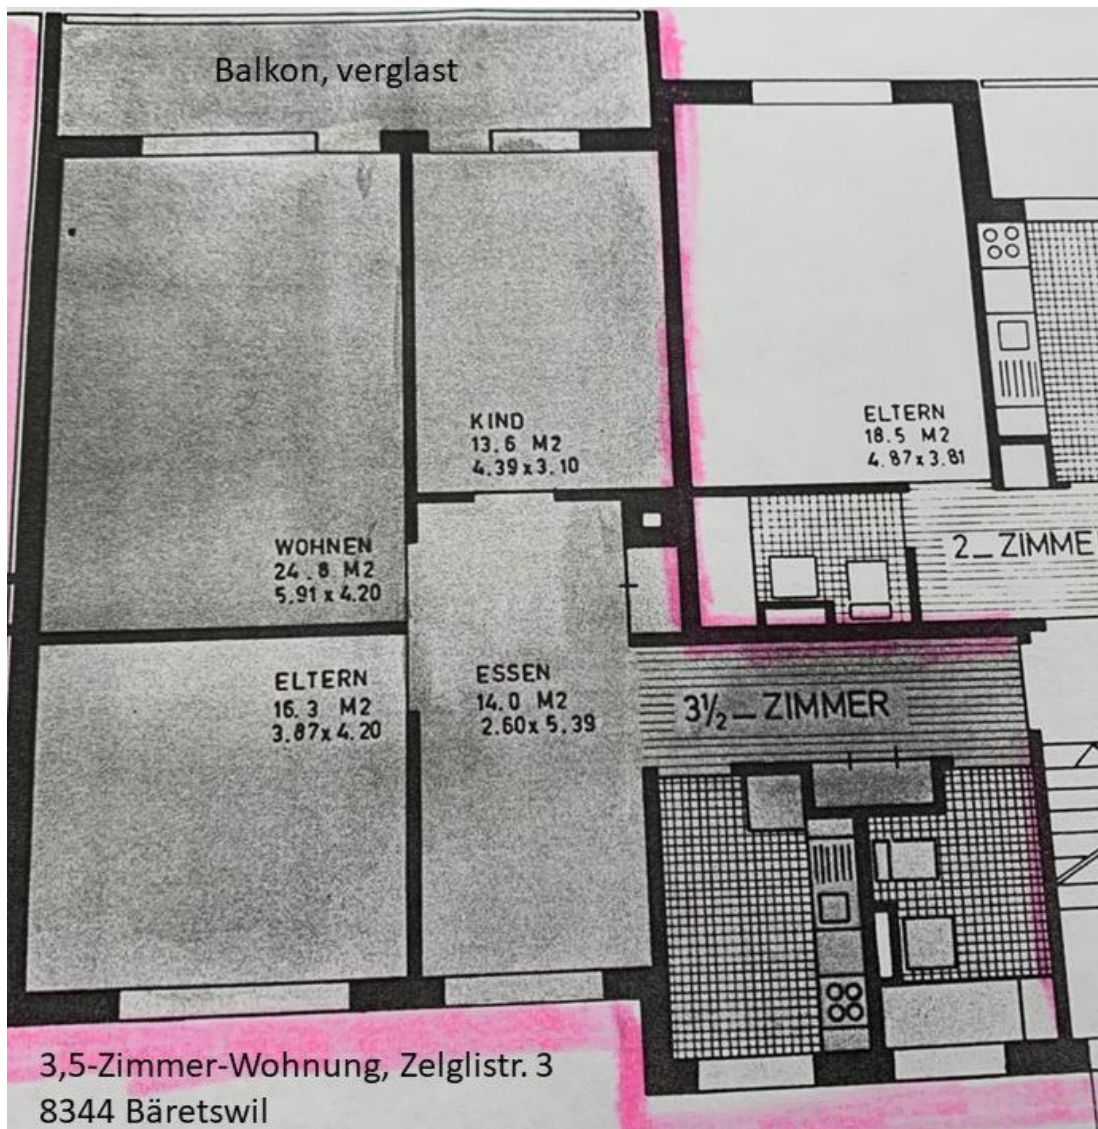 Balkon, verglast
KIND
13.6 M2
4.39 x 3.10
ELTERN
18.5 M2
4.87 x 3.81
WOHNEN
24.8 M2
5.91 x 4.20
2_ZIMME
ELTERN
16.3 M2
3.87 x 4.20
ESSEN
14.0 M2
2.60 x 5.39
3½_ZIMMER
3,5-Zimmer-Wohnung, Zelglistr. 3
8344 Bäretswil